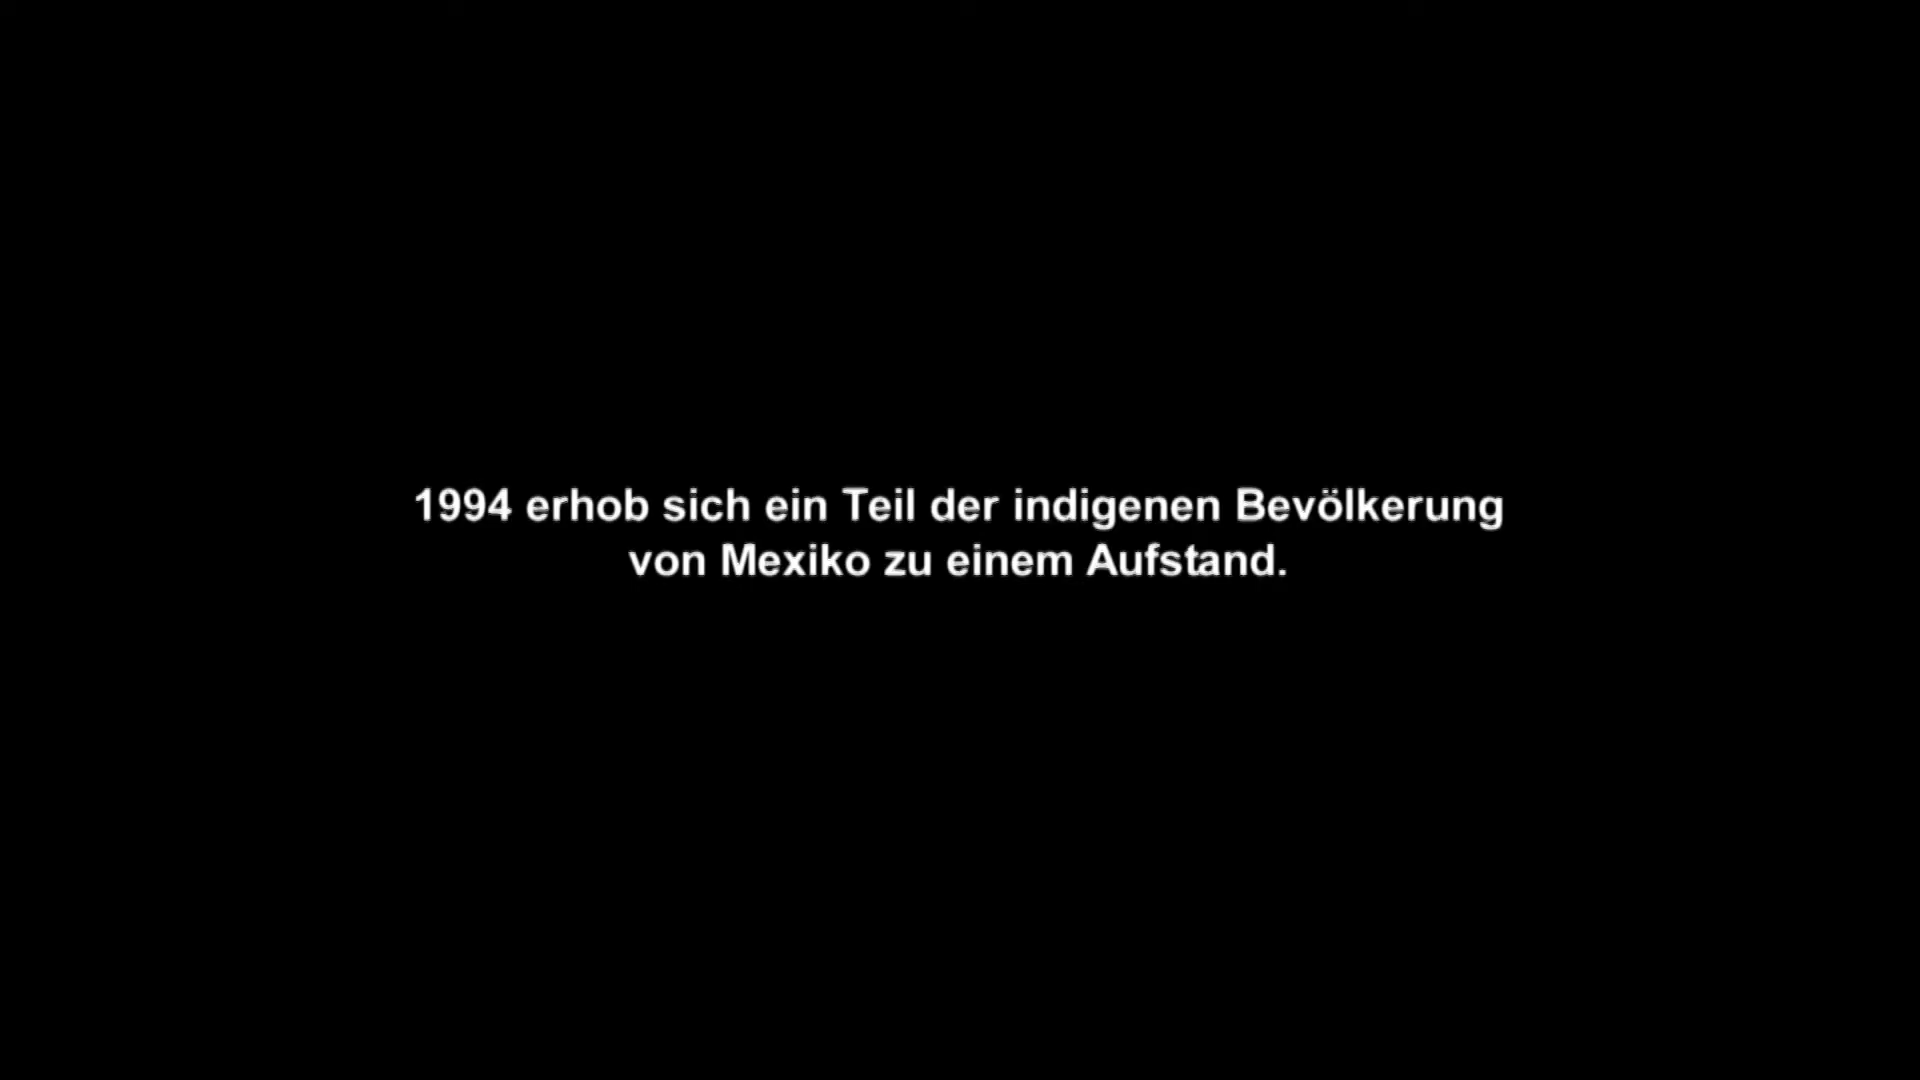 1994 erhob sich ein Teil der indigenen Bevölkerung
von Mexiko zu einem Aufstand.